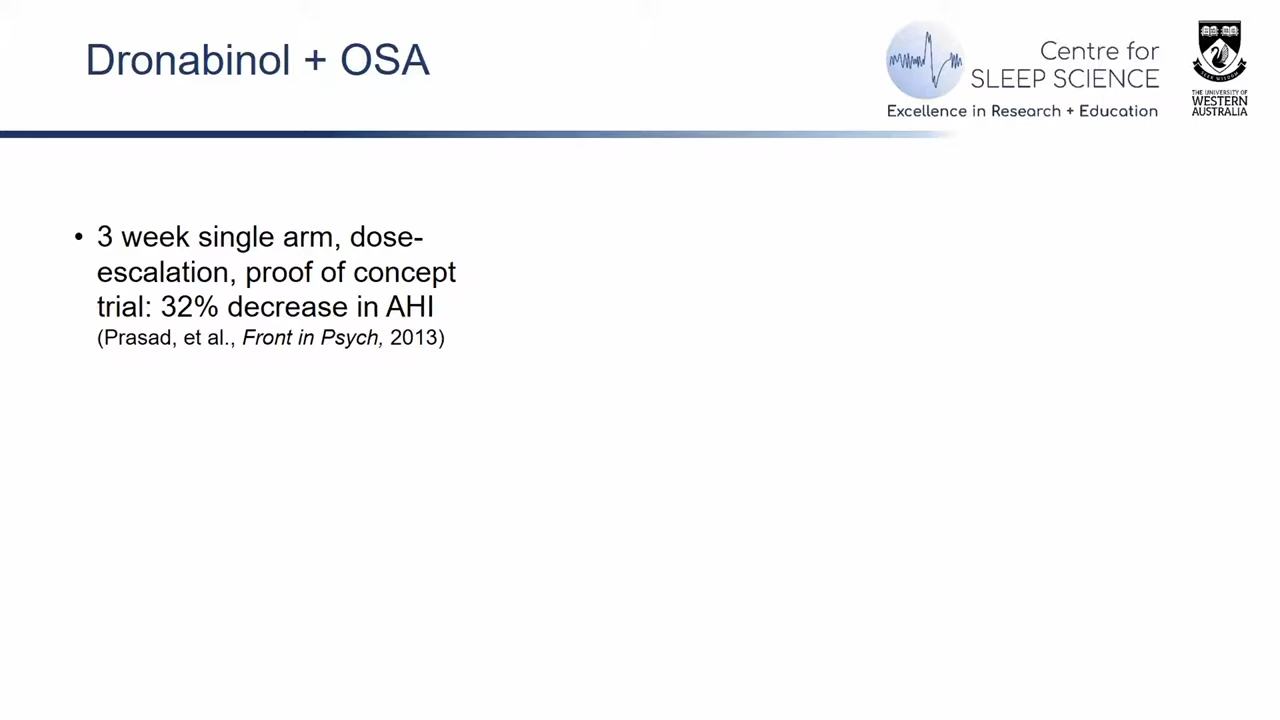 Dronabinol + OSA
Centre for
SLEEP SCIENCE
Excellence in Research + Education
THE UNIVERSITY OF
WESTERN
AUSTRALIA
• 3 week single arm, dose-
escalation, proof of concept
trial: 32% decrease in AHI
(Prasad, et al., Front in Psych, 2013)